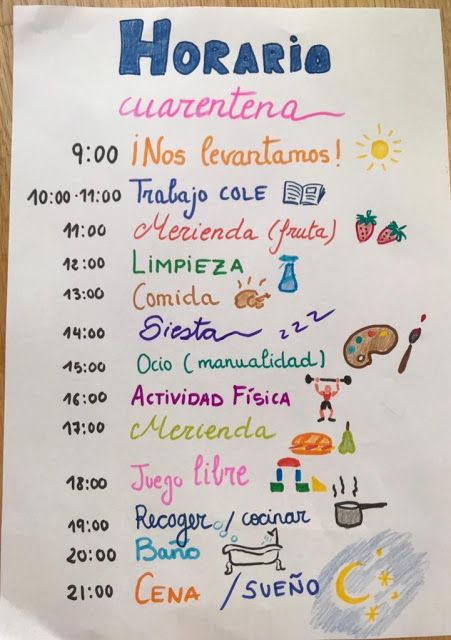 HORARIO
cuarentena
9:00 ¡Nos levantamos!
10:00-11:00 Trabajo COLE
11:00 Merienda (fruta)
12:00 LIMPIEZA
13:00 Comida
14:00 Siesta zzz
15:00 Ocio (manualidad)
16:00 ACTIVIDAD FÍSICA
17:00 Merienda
18:00 Juego libre
19:00 Recoger / cocinar
20:00 Baño
21:00 CENA / SUEÑO